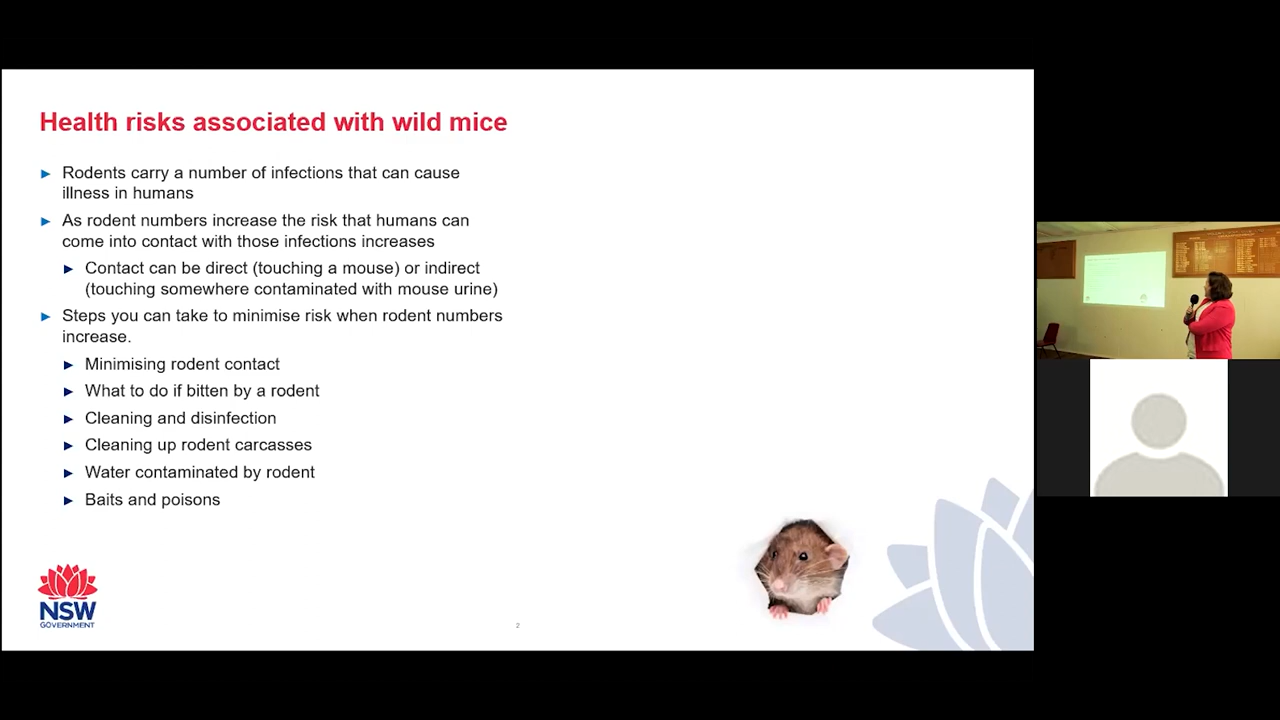 Health risks associated with wild mice
► Rodents carry a number of infections that can cause
illness in humans
► As rodent numbers increase the risk that humans can
come into contact with those infections increases
► Contact can be direct (touching a mouse) or indirect
(touching somewhere contaminated with mouse urine)
► Steps you can take to minimise risk when rodent numbers
increase.
► Minimising rodent contact
► What to do if bitten by a rodent
► Cleaning and disinfection
► Cleaning up rodent carcasses
► Water contaminated by rodent
► Baits and poisons
NSW
GOVERNMENT
2